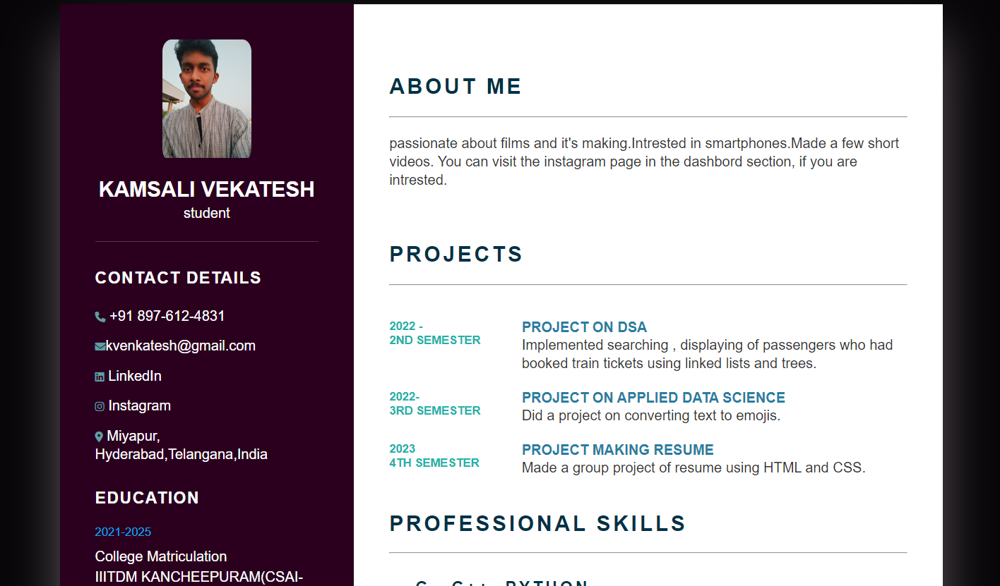 KAMSALI VEKATESH
student
CONTACT DETAILS
+91 897-612-4831
kvenkatesh@gmail.com
LinkedIn
Instagram
Miyapur,
Hyderabad,Telangana,India
EDUCATION
2021-2025
College Matriculation
IIITDM KANCHEEPURAM(CSAI-
ABOUT ME
passionate about films and it's making.Intrested in smartphones.Made a few short
videos. You can visit the instagram page in the dashbord section, if you are
intrested.
PROJECTS
2022 -
2ND SEMESTER
PROJECT ON DSA
Implemented searching , displaying of passengers who had
booked train tickets using linked lists and trees.
2022-
3RD SEMESTER
PROJECT ON APPLIED DATA SCIENCE
Did a project on converting text to emojis.
2023
4TH SEMESTER
PROJECT MAKING RESUME
Made a group project of resume using HTML and CSS.
PROFESSIONAL SKILLS
C, C++, PYTHON